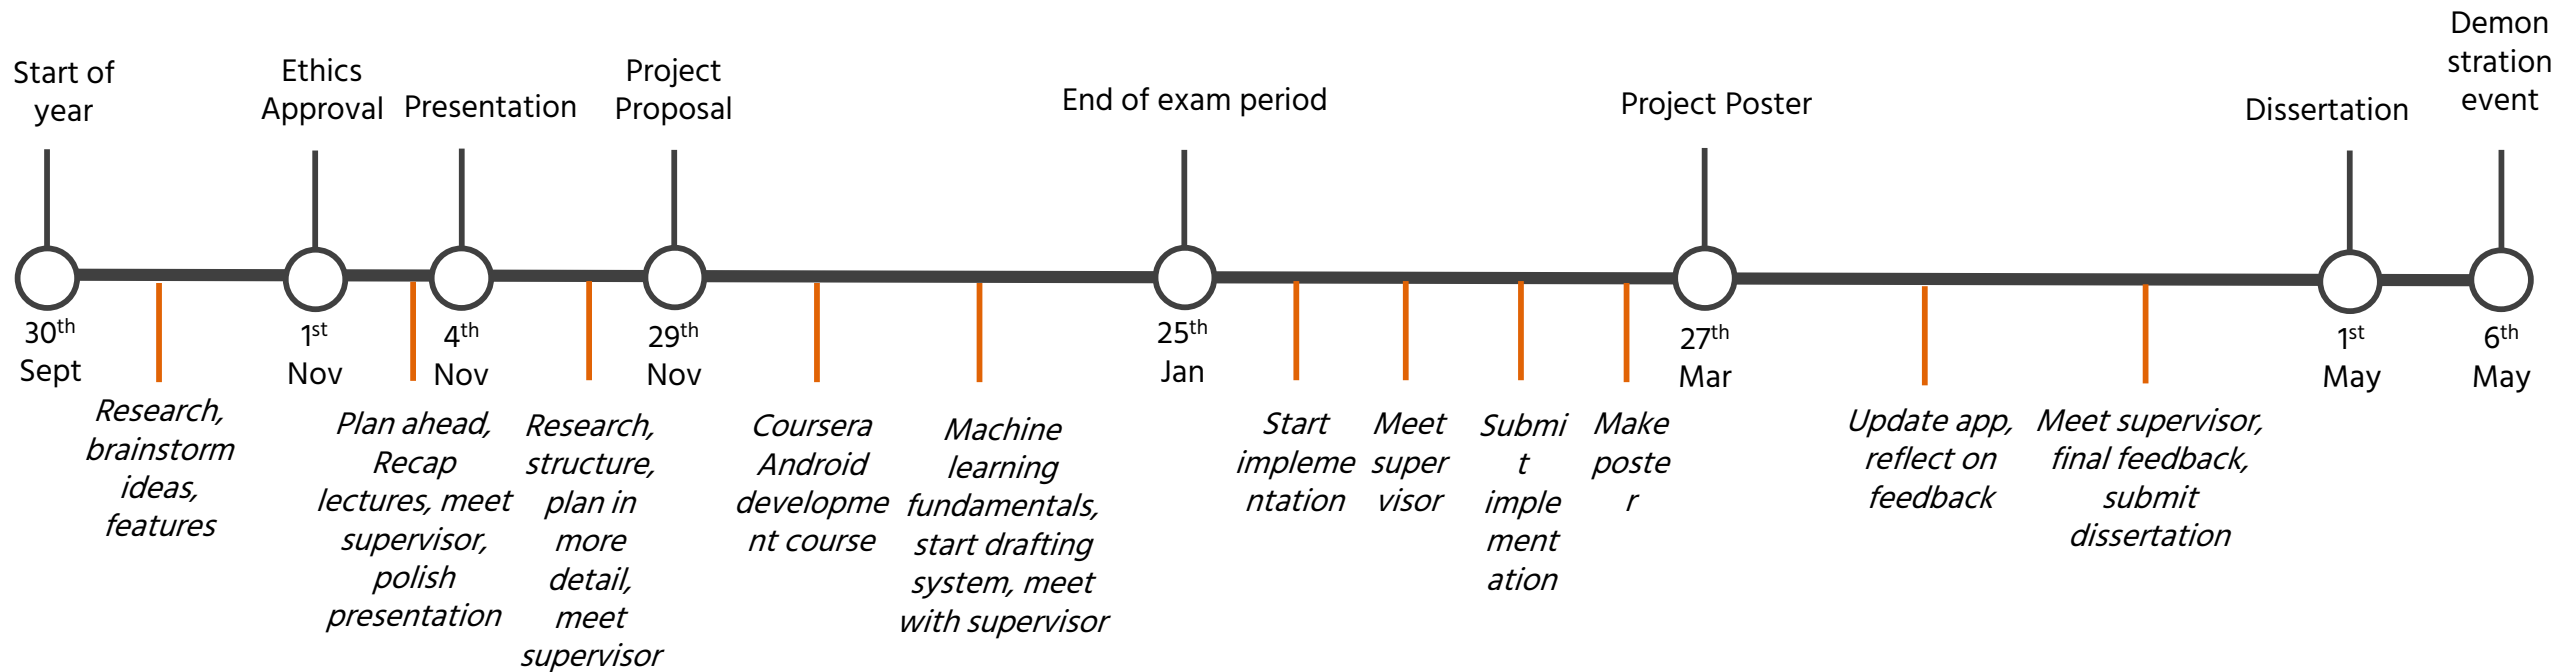 Start of
year
Ethics
Approval
Presentation
Project
Proposal
End of exam period
Project Poster
Dissertation
Demon
stration
event
30th
Sept
1st
Nov
4th
Nov
29th
Nov
25th
Jan
27th
Mar
1st
May
6th
May
Research,
brainstorm
ideas,
features
Plan ahead,
Recap
lectures, meet
supervisor,
polish
presentation
Research,
structure,
plan in
more
detail,
meet
supervisor
Coursera
Android
developme
nt course
Machine
learning
fundamentals,
start drafting
system, meet
with supervisor
Start
impleme
ntation
Meet
super
visor
Submi
t
imple
ment
ation
Make
poste
r
Update app,
reflect on
feedback
Meet supervisor,
final feedback,
submit
dissertation